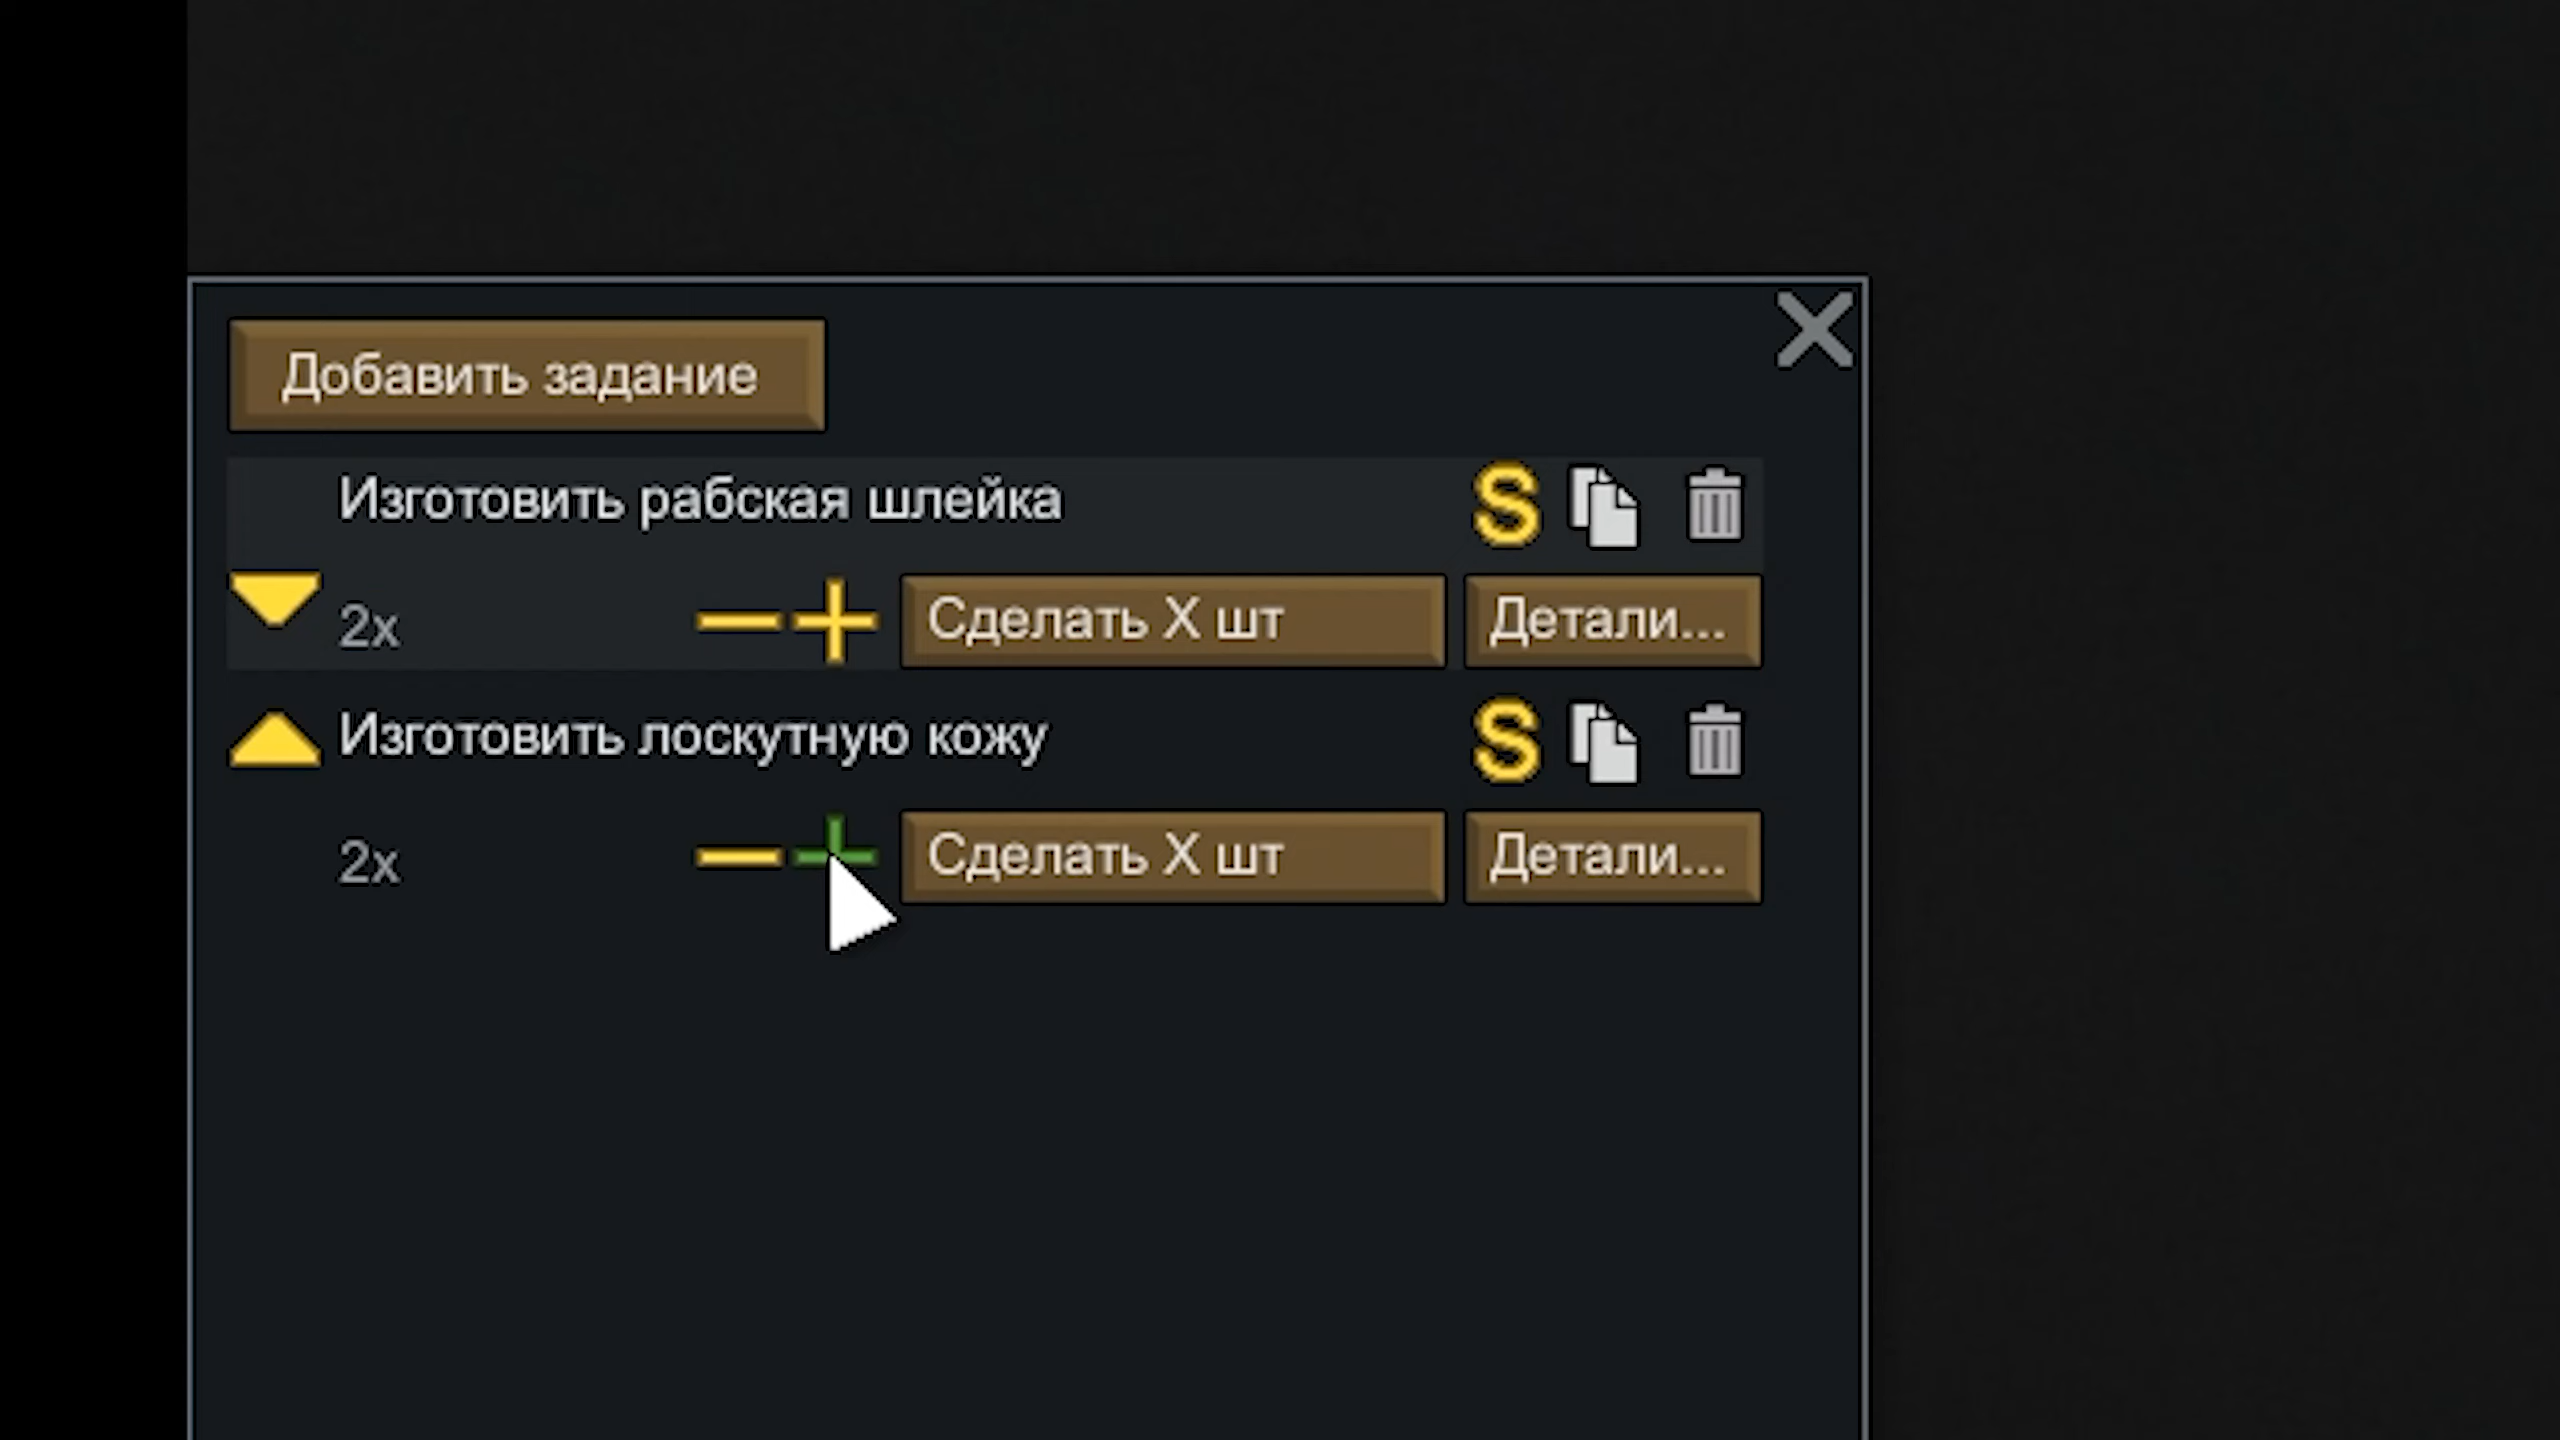 Добавить задание
Изготовить рабская шлейка
S
2x
Сделать X шт
Детали...
Изготовить лоскутную кожу
S
2x
Сделать X шт
Детали...